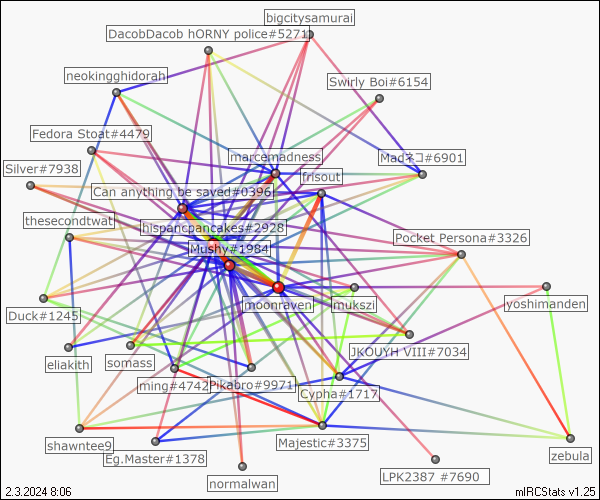 bigcitysamurai
DacobDacob hORNY police#5271
neokingghidorah
Swirly Boi#6154
Fedora Stoat#4479
marcemadness
Madネコ#6901
Silver#7938
frisout
Can anything be saved#0396
thesecondtwat
hispancpancakes#2928
Pocket Persona#3326
Mushy#1984
moonraven
mukszi
yoshimanden
Duck#1245
eliakith
somass
JKOUYH VIII#7034
ming#4742
Pikabro#9971
Cypha#1717
shawntee9
Majestic#3375
zebula
Eg.Master#1378
normalwan
LPK2387 #7690
2.3.2024 8:06
mIRCStats v1.25